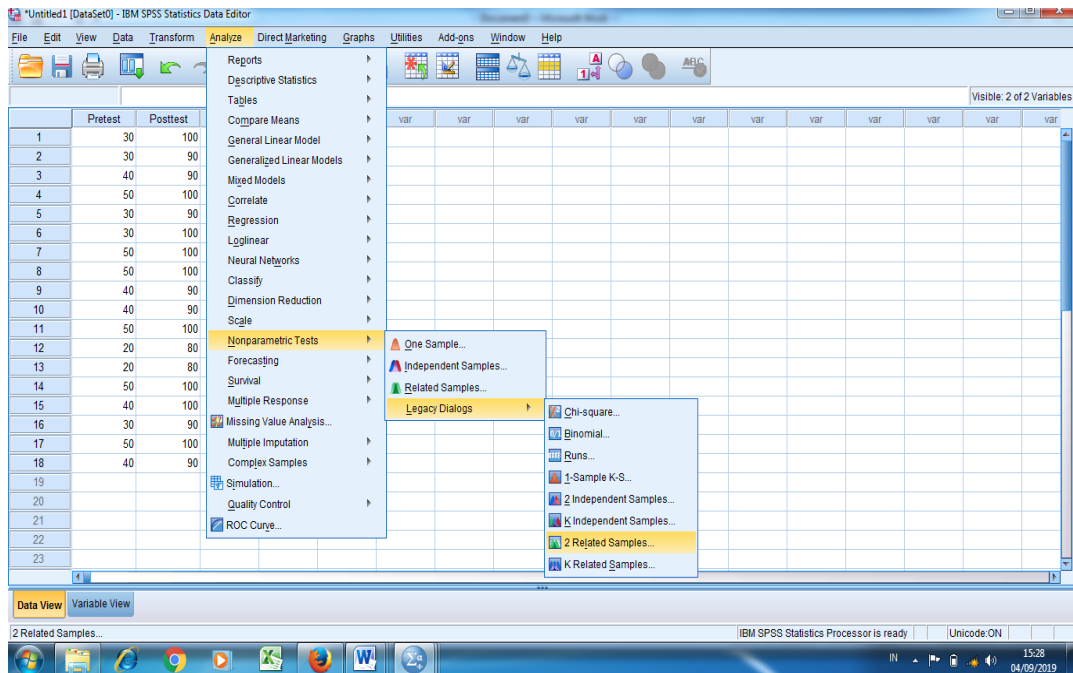 *Untitled1 [DataSet0] - IBM SPSS Statistics Data Editor
File Edit View Data Transform Analyze Direct Marketing Graphs Utilities Add-ons Window Help
Visible: 2 of 2 Variables
Pretest Posttest var var var var var var var var var var var var
1 30 100
2 30 90
3 40 90
4 50 100
5 30 90
6 30 100
7 50 100
8 50 100
9 40 90
10 40 90
11 50 100
12 20 80
13 20 80
14 50 100
15 40 100
16 30 90
17 50 100
18 40 90
19
20
21
22
23
Reports
Descriptive Statistics
Tables
Compare Means
General Linear Model
Generalized Linear Models
Mixed Models
Correlate
Regression
Loglinear
Neural Networks
Classify
Dimension Reduction
Scale
Nonparametric Tests
Forecasting
Survival
Multiple Response
Missing Value Analysis...
Multiple Imputation
Complex Samples
Simulation...
Quality Control
ROC Curve...
One Sample...
Independent Samples...
Related Samples...
Legacy Dialogs
Chi-square...
Binomial...
Runs...
1-Sample K-S...
2 Independent Samples...
K Independent Samples...
2 Related Samples...
K Related Samples...
Data View Variable View
2 Related Samples... IBM SPSS Statistics Processor is ready Unicode:ON
IN 15:28
04/09/2019